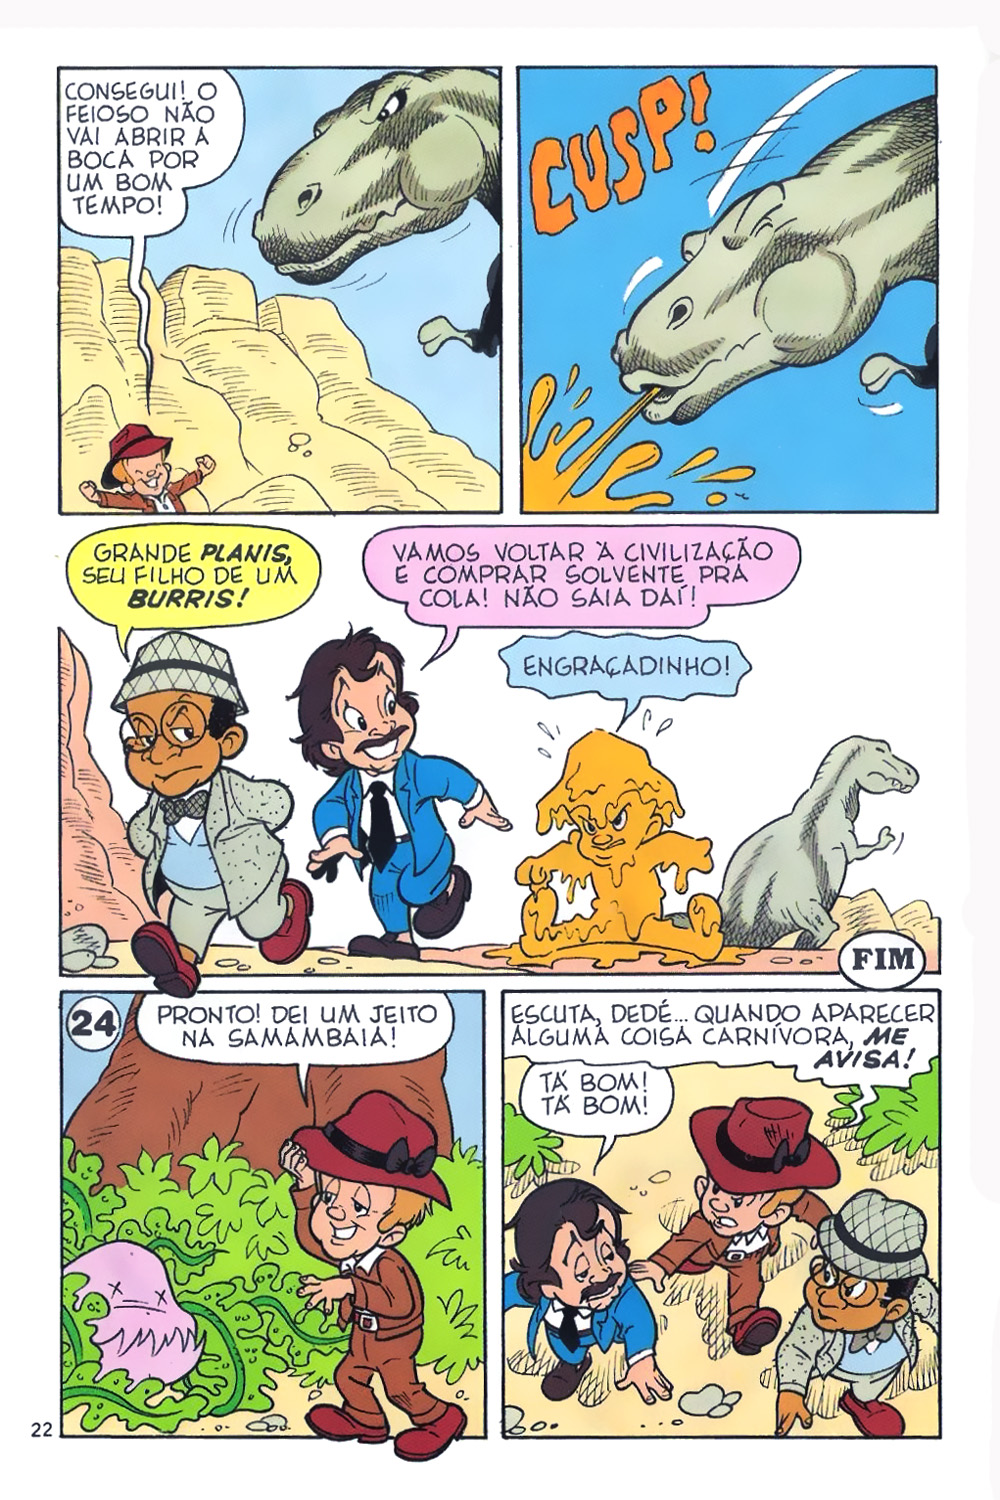 CONSEGUI! O
FEIOSO NÃO
VAI ABRIR A
BOCA POR
UM BOM
TEMPO!
CUSP!
GRANDE PLANIS,
SEU FILHO DE UM
BURRIS!
VAMOS VOLTAR À CIVILIZAÇÃO
E COMPRAR SOLVENTE PRA
COLA! NÃO SAIA DAÍ!
ENGRAÇADINHO!
FIM
24
PRONTO! DEI UM JEITO
NA SAMAMBAIA!
ESCUTA, DEDÉ... QUANDO APARECER
ALGUMA COISA CARNÍVORA, ME
AVISA!
TÁ BOM!
TÁ BOM!
22